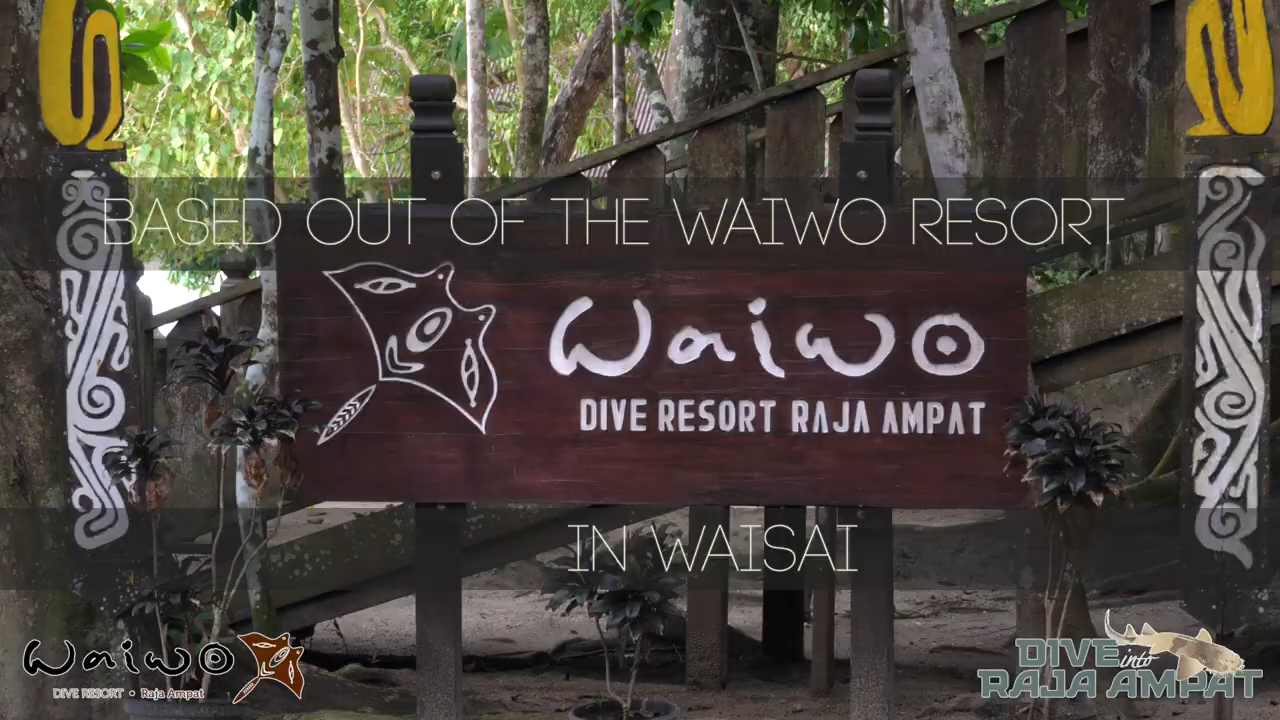 BASED OUT OF THE WAIWO RESORT
Waiwo
DIVE RESORT RAJA AMPAT
IN WAISAI
Waiwo
DIVE RESORT • Raja Ampat
DIVE into
RAJA AMPAT